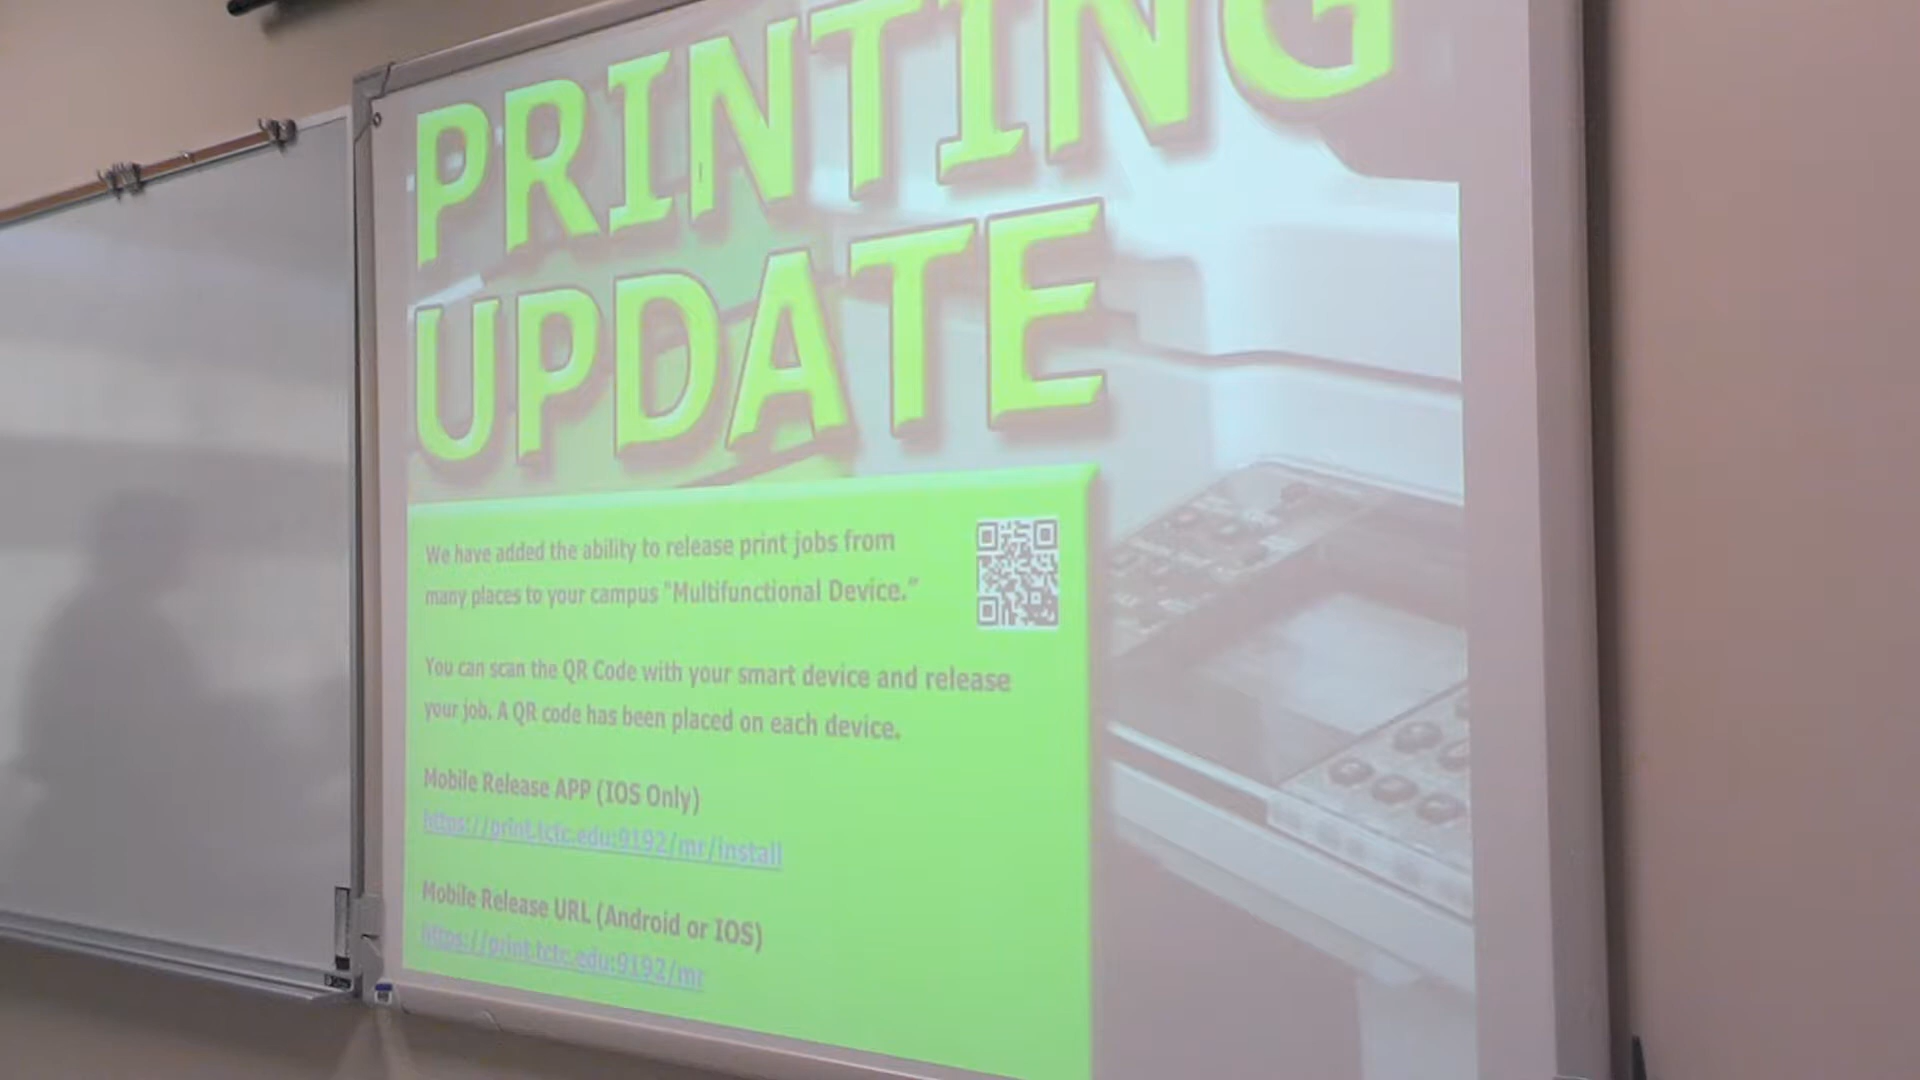 PRINTING
UPDATE
We have added the ability to release print jobs from
many places to your campus "Multifunctional Device."
You can scan the QR Code with your smart device and release
your job. A QR code has been placed on each device.
Mobile Release APP (IOS Only)
https://print.tcfc.edu:9192/mr/install
Mobile Release URL (Android or IOS)
https://print.tcfc.edu:9192/mr